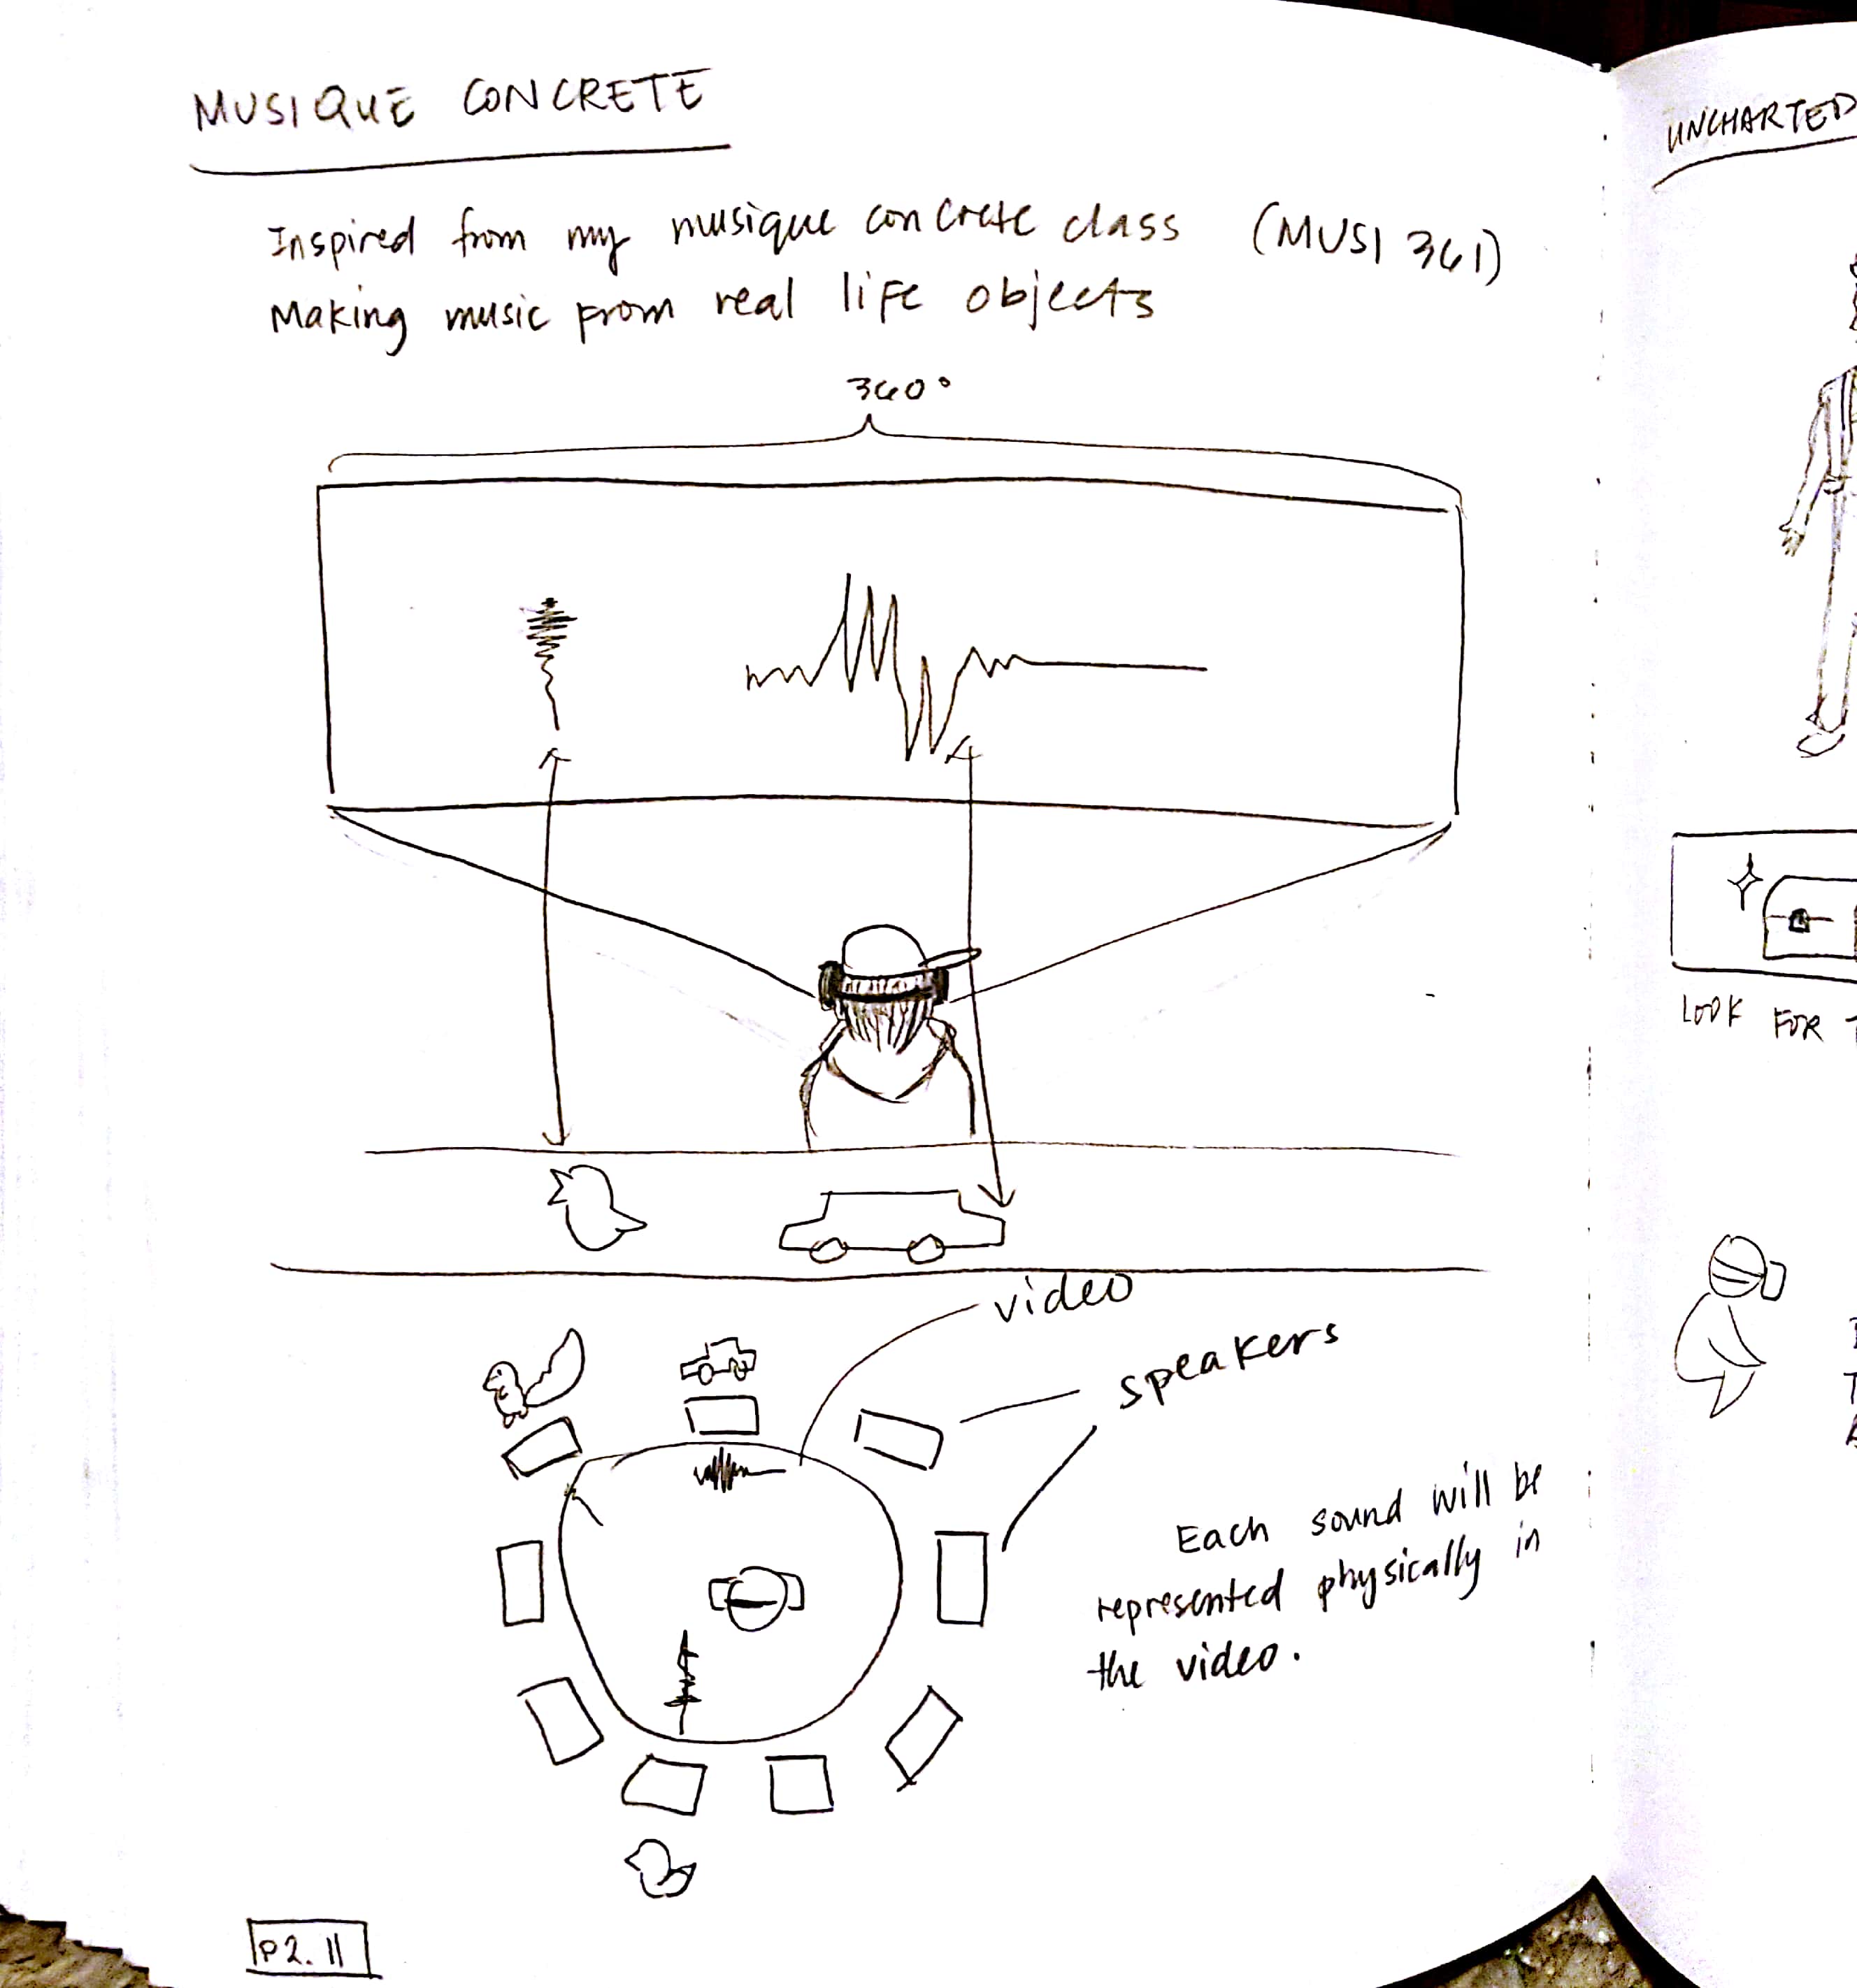 MUSIQUE CONCRETE
Inspired from my musique concrete class (MUSI 361)
Making music from real life objects
360°
video
speakers
Each sound will be
represented physically in
the video.
P2.11
UNCHARTED
LOOK FOR T